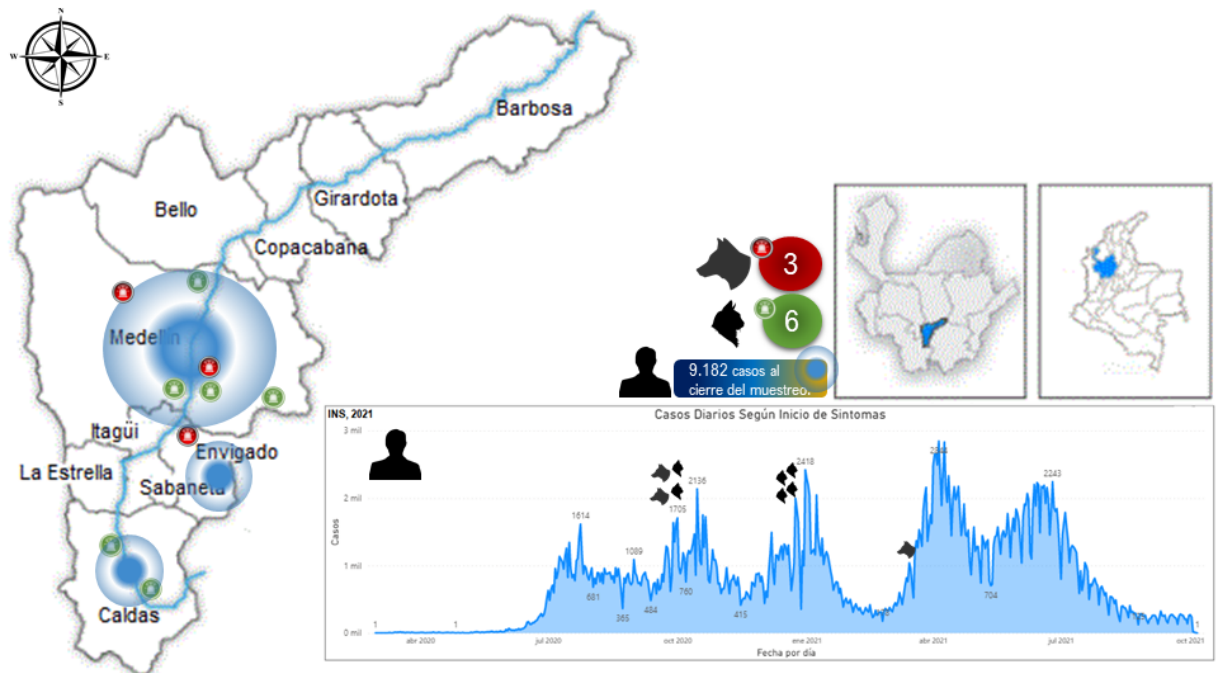 N
W
E
S
Barbosa
Girardota
Bello
Copacabana
Medellín
Itagüi
Envigado
La Estrella
Sabaneta
Caldas
3
6
9.182 casos al
cierre del muestreo.
INS, 2021
Casos Diarios Según Inicio de Sintomas
Casos
3 mil
2 mil
1 mil
0 mil
1
1
1614
681
365
1089
484
1705
2136
760
415
2418
704
2243
1
abr 2020
jul 2020
oct 2020
ene 2021
abr 2021
jul 2021
oct 2021
Fecha por día